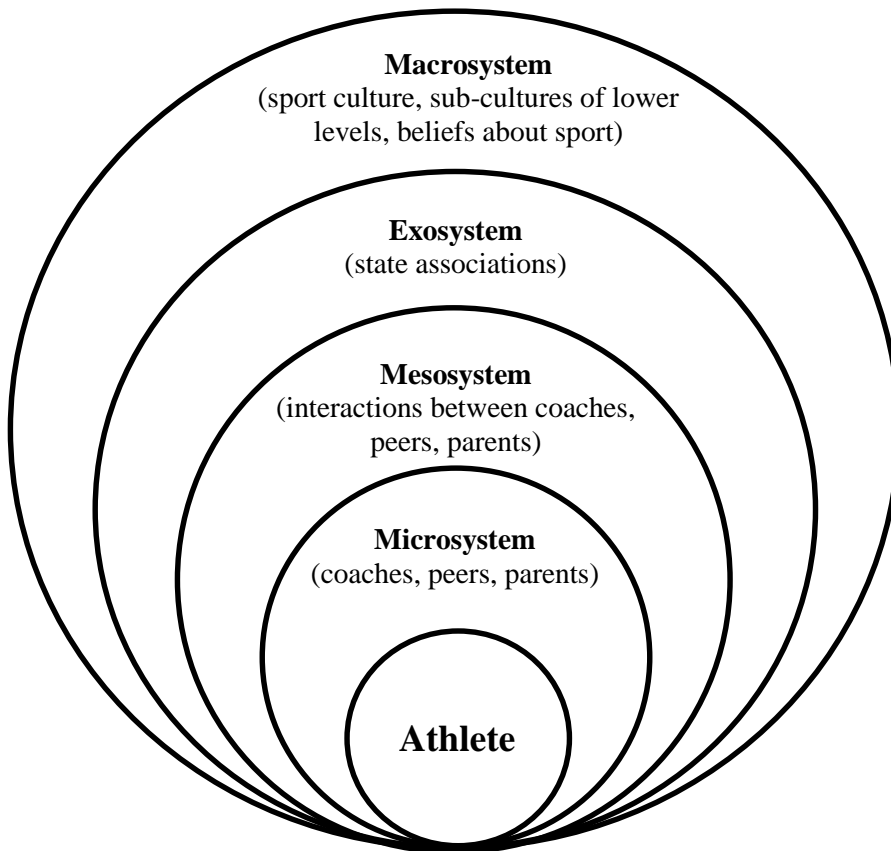 Macrosystem
(sport culture, sub-cultures of lower
levels, beliefs about sport)
Exosystem
(state associations)
Mesosystem
(interactions between coaches,
peers, parents)
Microsystem
(coaches, peers, parents)
Athlete